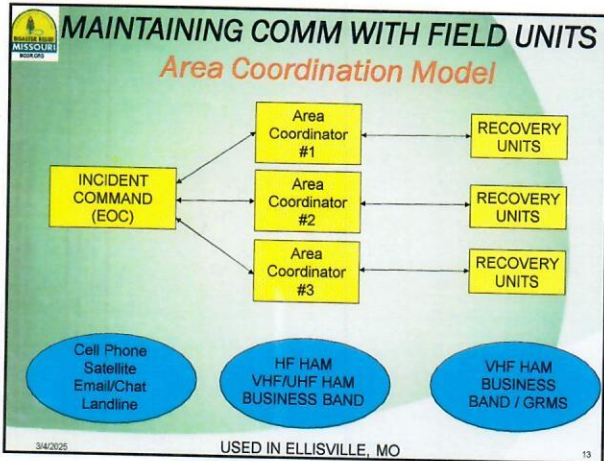 DISASTER RELIEF
MISSOURI
MAINTAINING COMM WITH FIELD UNITS
Area Coordination Model
Area
Coordinator
#1
RECOVERY
UNITS
INCIDENT
COMMAND
(EOC)
Area
Coordinator
#2
RECOVERY
UNITS
Area
Coordinator
#3
RECOVERY
UNITS
Cell Phone
Satellite
Email/Chat
Landline
HF HAM
VHF/UHF HAM
BUSINESS BAND
VHF HAM
BUSINESS
BAND / GRMS
3/4/2025
USED IN ELLISVILLE, MO
13